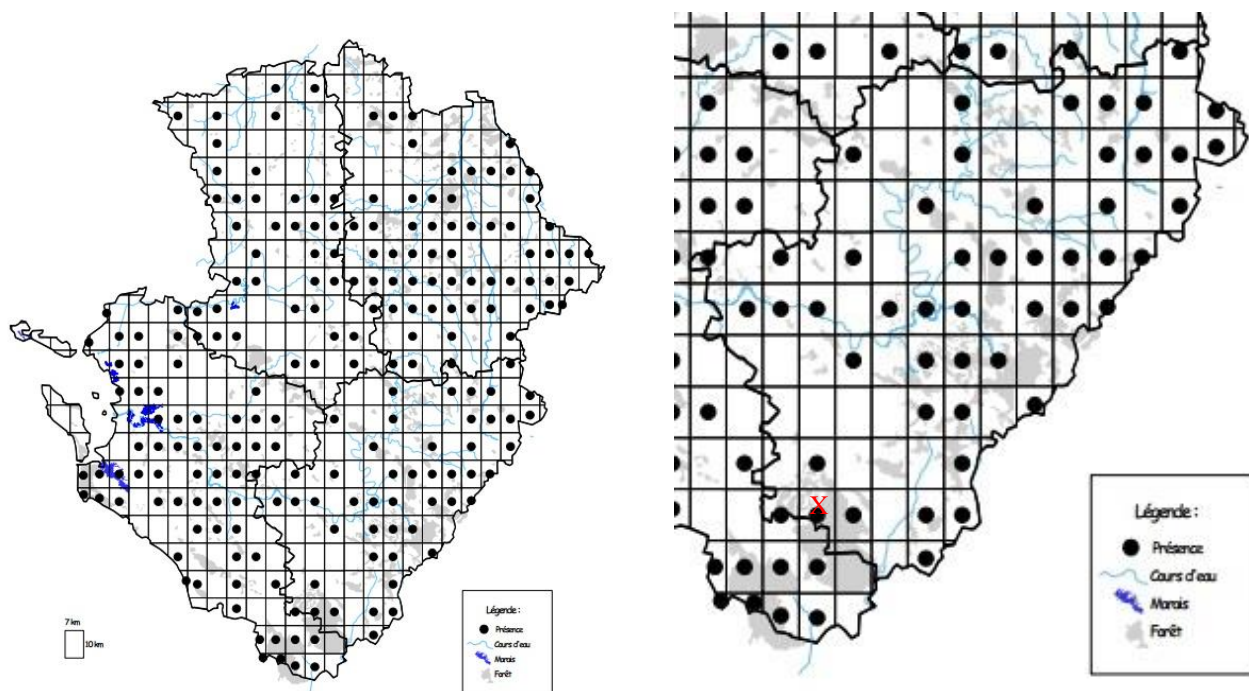 7 km
10 km
Légende :
Présence
Cours d'eau
Marais
Forêt
X
Légende :
Présence
Cours d'eau
Marais
Forêt